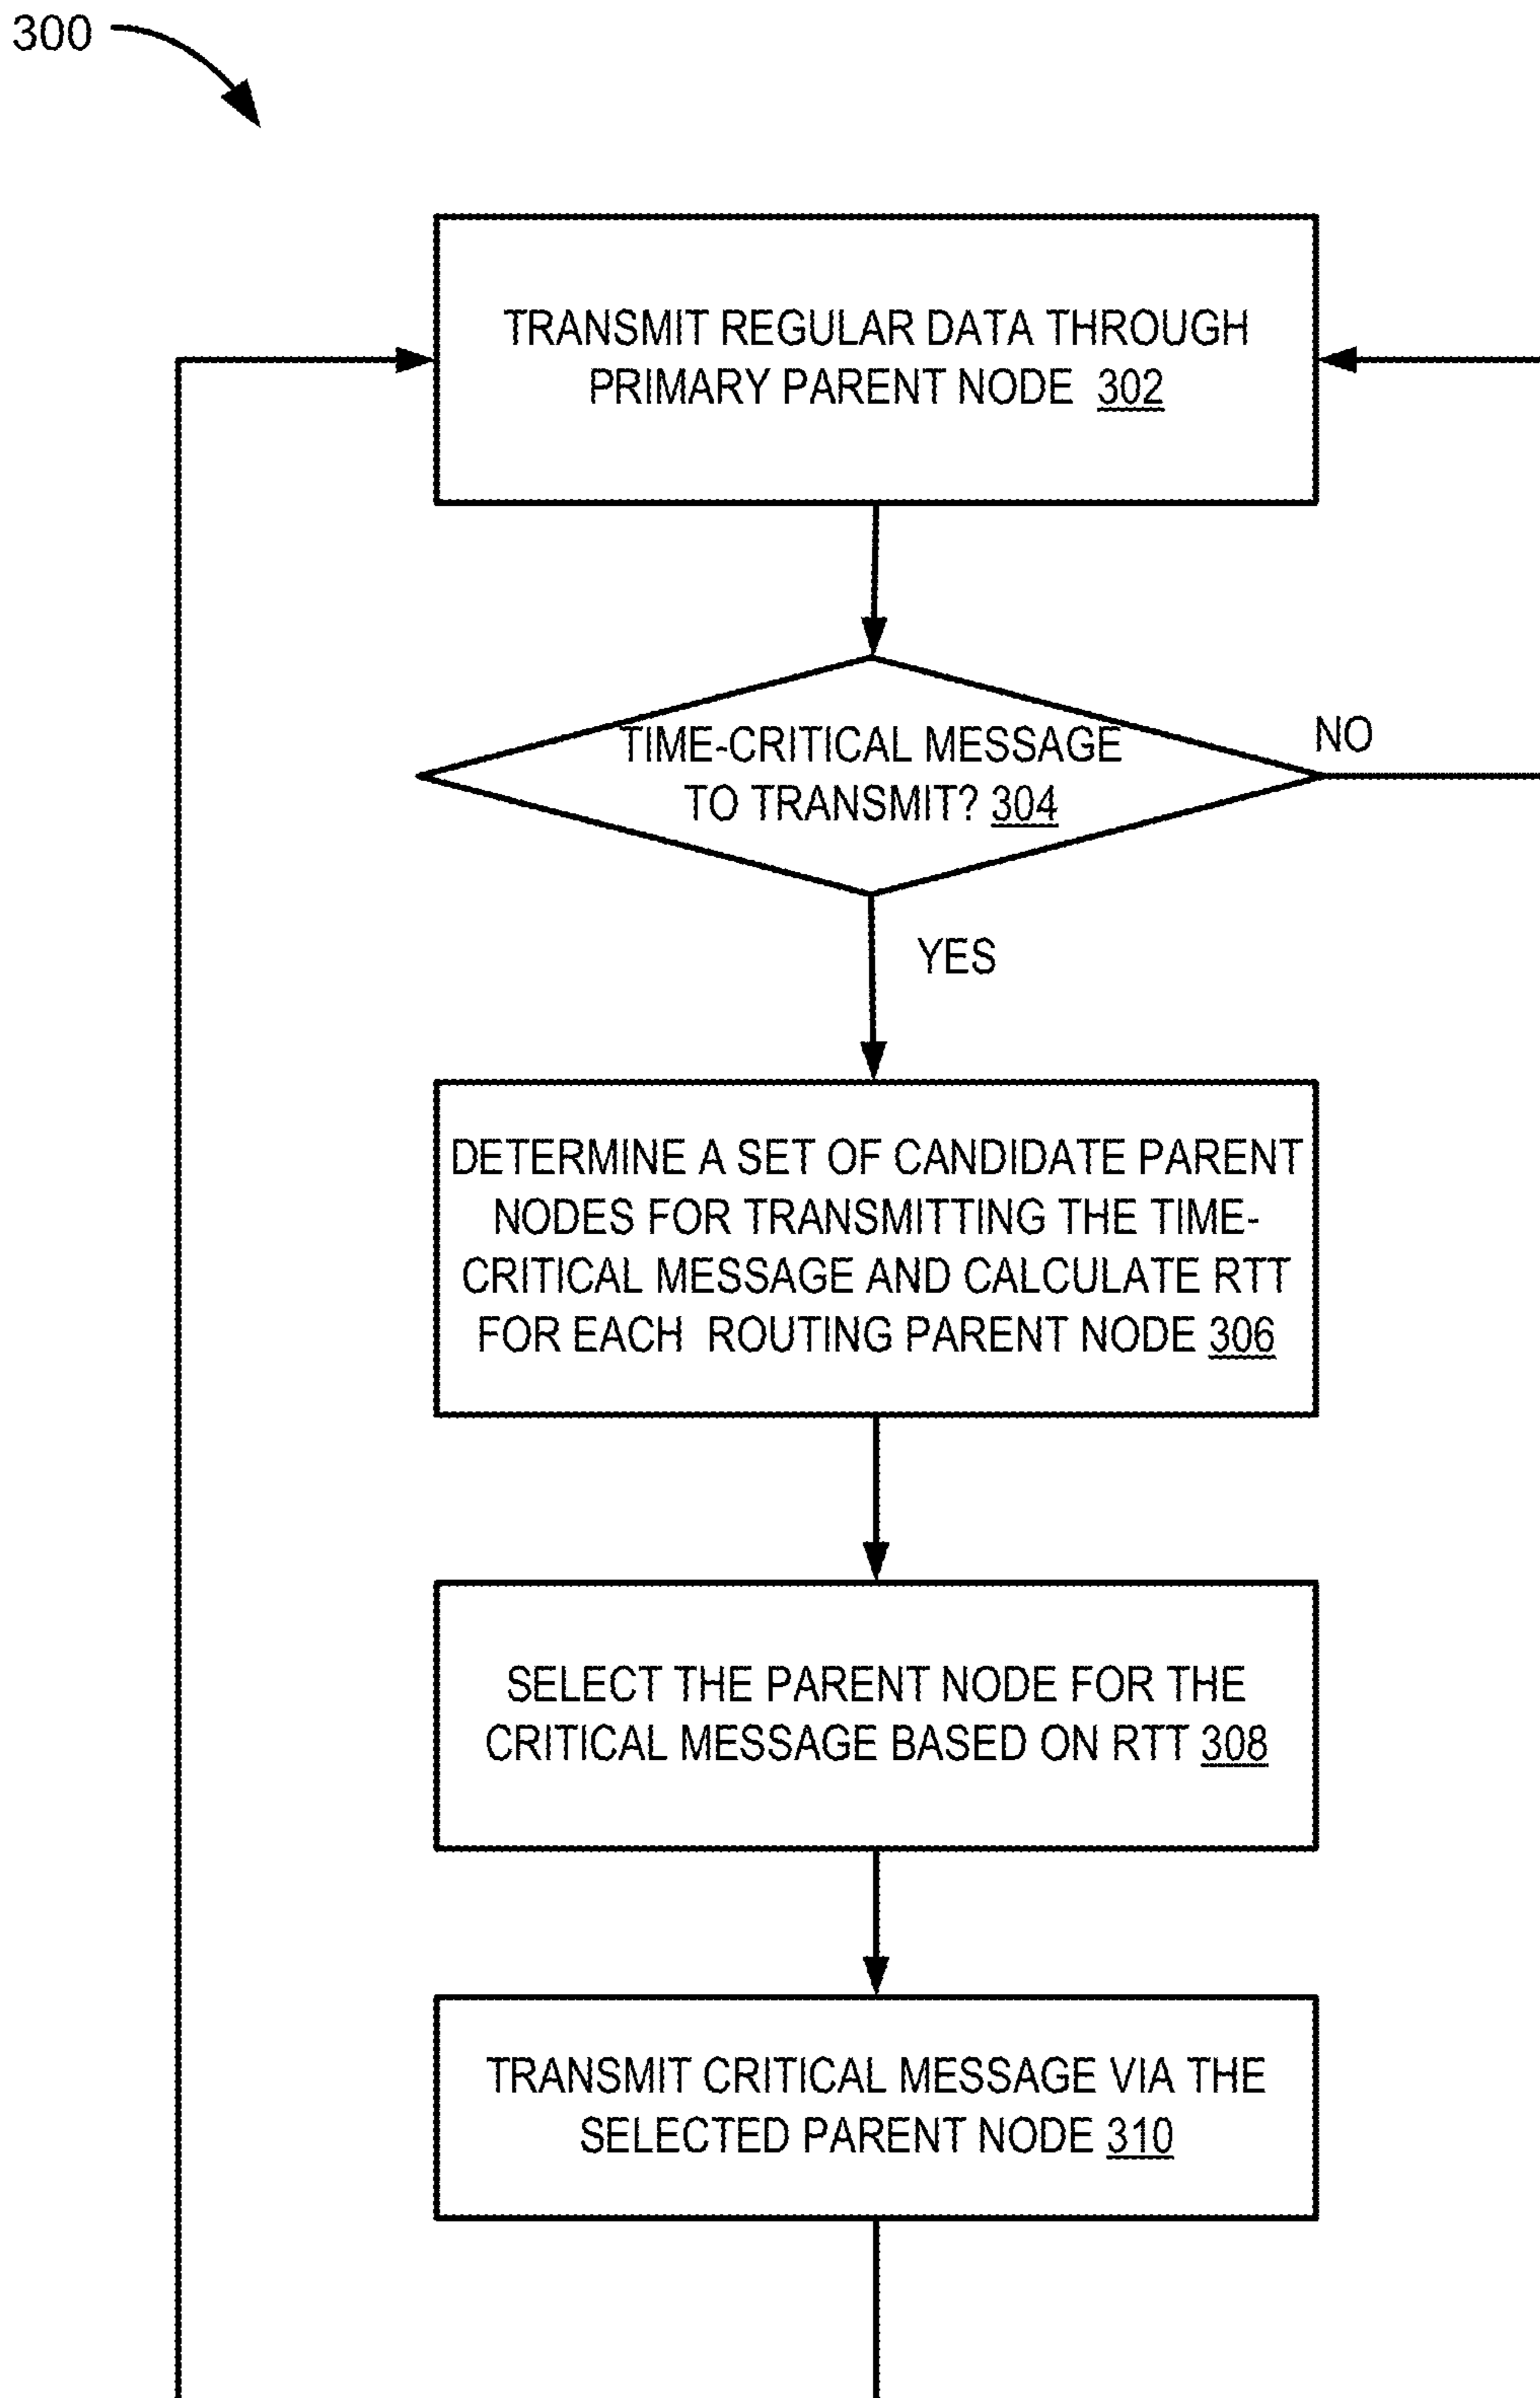 300
TRANSMIT REGULAR DATA THROUGH
PRIMARY PARENT NODE 302
TIME-CRITICAL MESSAGE
TO TRANSMIT? 304
NO
YES
DETERMINE A SET OF CANDIDATE PARENT
NODES FOR TRANSMITTING THE TIME-
CRITICAL MESSAGE AND CALCULATE RTT
FOR EACH ROUTING PARENT NODE 306
SELECT THE PARENT NODE FOR THE
CRITICAL MESSAGE BASED ON RTT 308
TRANSMIT CRITICAL MESSAGE VIA THE
SELECTED PARENT NODE 310